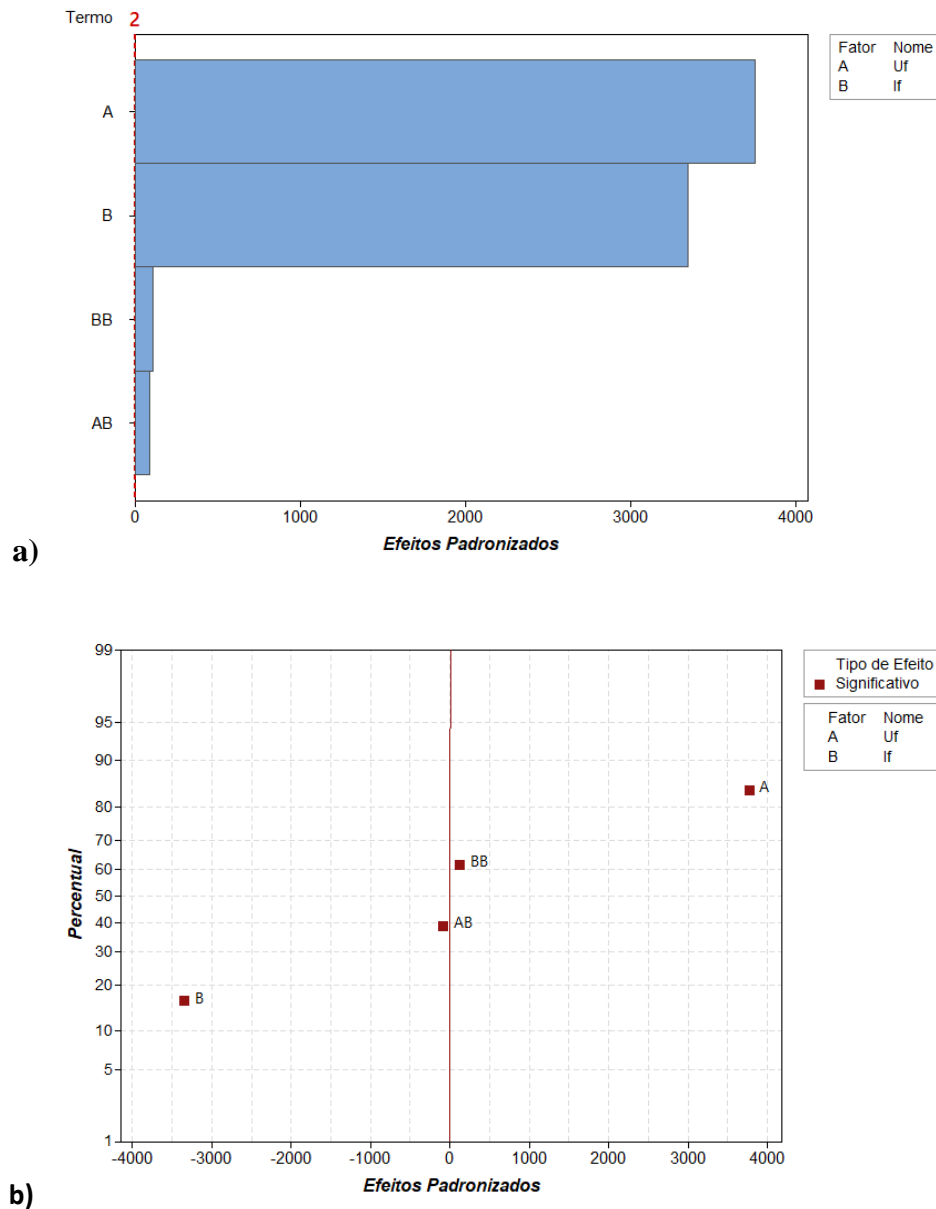 Termo 2
Fator Nome
A Uf
B If
A
B
BB
AB
0 1000 2000 3000 4000
Efeitos Padronizados
a)
99
95
90
80
70
60
50
40
30
20
10
5
1
Percentual
A
BB
AB
B
-4000 -3000 -2000 -1000 0 1000 2000 3000 4000
Efeitos Padronizados
Tipo de Efeito
Significativo
Fator Nome
A Uf
B If
b)